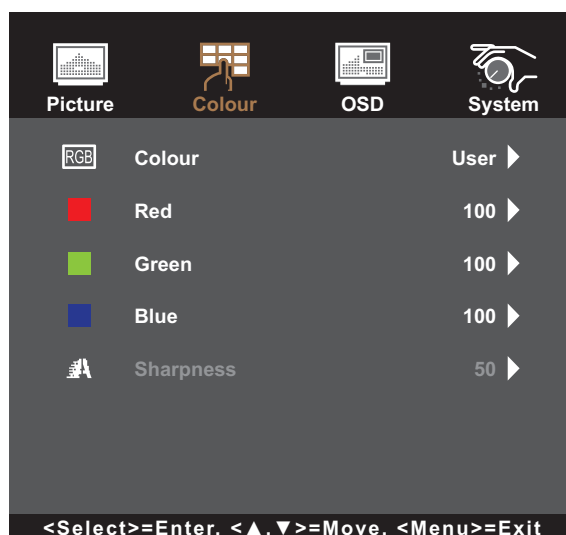 Picture Colour OSD System
RGB Colour User
Red 100
Green 100
Blue 100
Sharpness 50
<Select>=Enter, <▲,▼>=Move, <Menu>=Exit